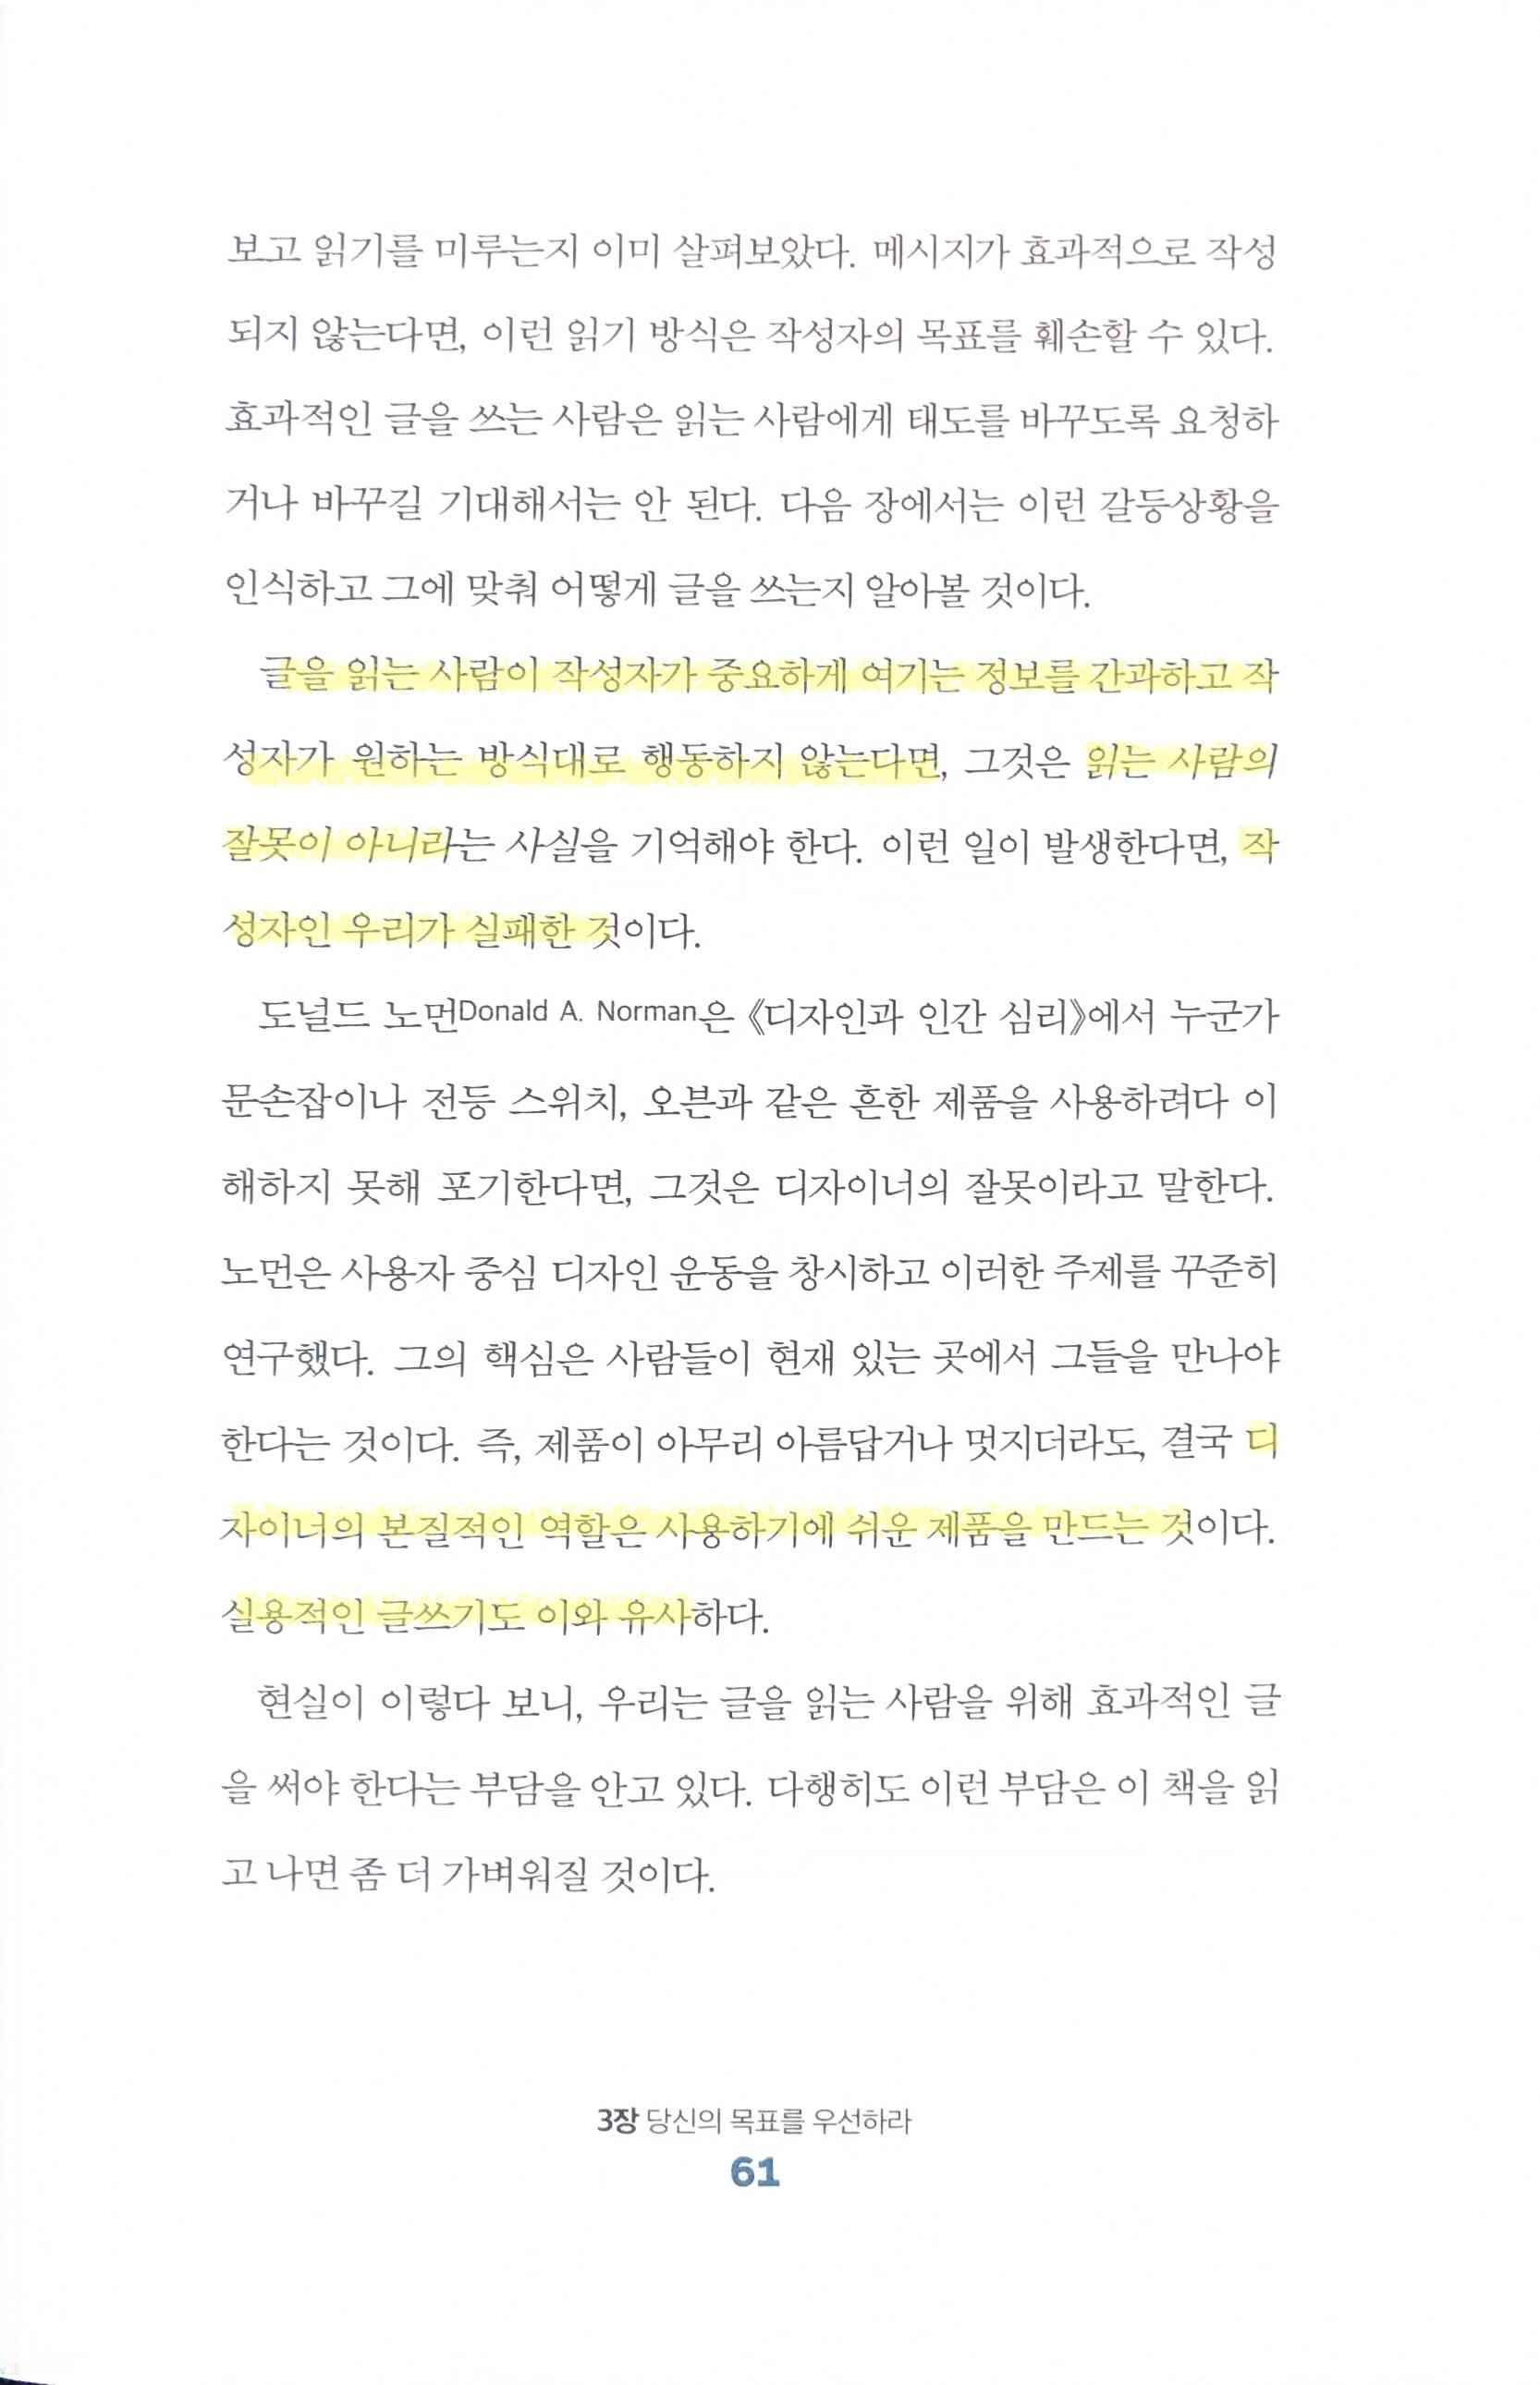 보고 읽기를 미루는지 이미 살펴보았다. 메시지가 효과적으로 작성
되지 않는다면, 이런 읽기 방식은 작성자의 목표를 훼손할 수 있다.
효과적인 글을 쓰는 사람은 읽는 사람에게 태도를 바꾸도록 요청하
거나 바꾸길 기대해서는 안 된다. 다음 장에서는 이런 갈등상황을
인식하고 그에 맞춰 어떻게 글을 쓰는지 알아볼 것이다.
글을 읽는 사람이 작성자가 중요하게 여기는 정보를 간과하고 작
성자가 원하는 방식대로 행동하지 않는다면, 그것은 읽는 사람의
잘못이 아니라는 사실을 기억해야 한다. 이런 일이 발생한다면, 작
성자인 우리가 실패한 것이다.
도널드 노먼Donald A. Norman은 《디자인과 인간 심리》에서 누군가
문손잡이나 전등 스위치, 오븐과 같은 흔한 제품을 사용하려다 이
해하지 못해 포기한다면, 그것은 디자이너의 잘못이라고 말한다.
노먼은 사용자 중심 디자인 운동을 창시하고 이러한 주제를 꾸준히
연구했다. 그의 핵심은 사람들이 현재 있는 곳에서 그들을 만나야
한다는 것이다. 즉, 제품이 아무리 아름답거나 멋지더라도, 결국 디
자이너의 본질적인 역할은 사용하기에 쉬운 제품을 만드는 것이다.
실용적인 글쓰기도 이와 유사하다.
현실이 이렇다 보니, 우리는 글을 읽는 사람을 위해 효과적인 글
을 써야 한다는 부담을 안고 있다. 다행히도 이런 부담은 이 책을 읽
고 나면 좀 더 가벼워질 것이다.
3장 당신의 목표를 우선하라
61